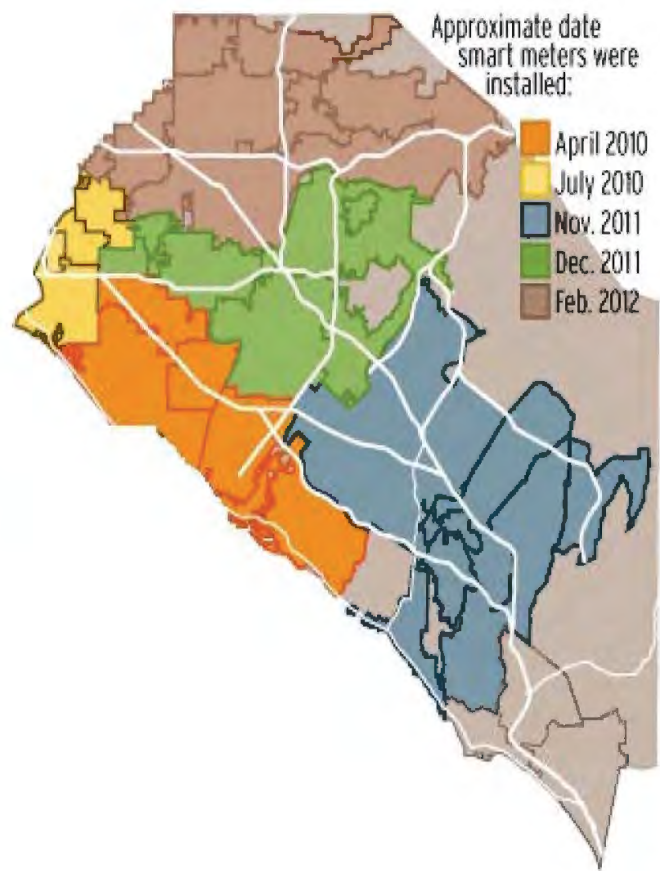 Approximate date
smart meters were
installed:
April 2010
July 2010
Nov. 2011
Dec. 2011
Feb. 2012